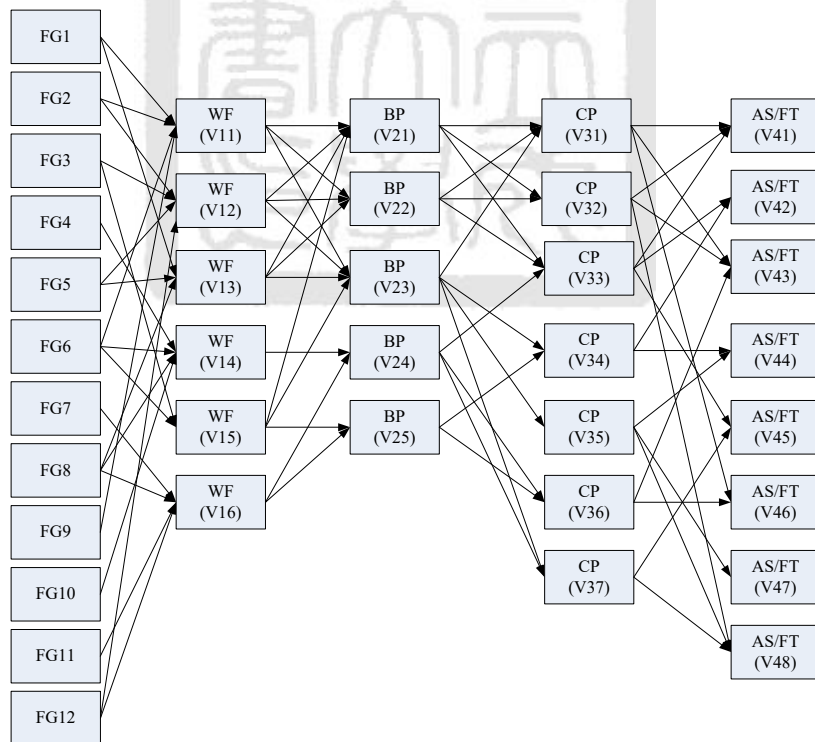 FG1
FG2
FG3
FG4
FG5
FG6
FG7
FG8
FG9
FG10
FG11
FG12
WF
(V11)
WF
(V12)
WF
(V13)
WF
(V14)
WF
(V15)
WF
(V16)
BP
(V21)
BP
(V22)
BP
(V23)
BP
(V24)
BP
(V25)
CP
(V31)
CP
(V32)
CP
(V33)
CP
(V34)
CP
(V35)
CP
(V36)
CP
(V37)
AS/FT
(V41)
AS/FT
(V42)
AS/FT
(V43)
AS/FT
(V44)
AS/FT
(V45)
AS/FT
(V46)
AS/FT
(V47)
AS/FT
(V48)